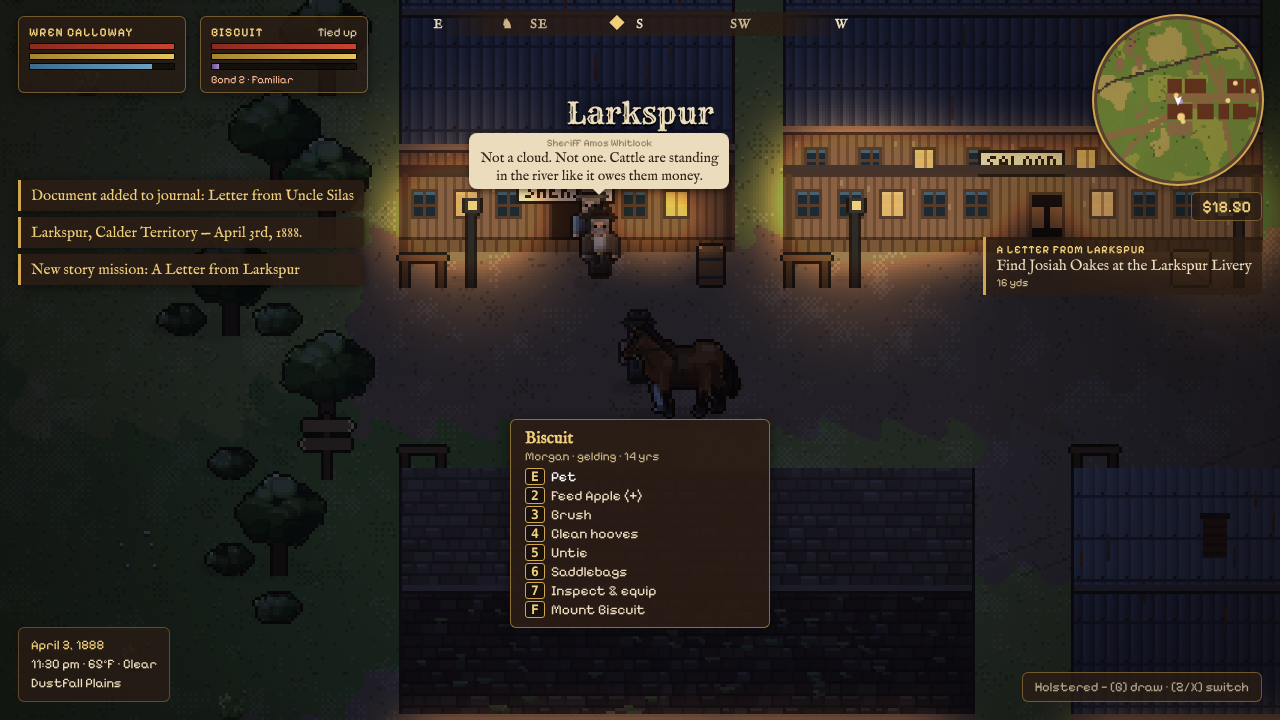 WREN CALLOWAY
BISCUIT Tied up
Bond 2 · Familiar
E SE S SW W
Larkspur
Sheriff Amos Whitlock
Not a cloud. Not one. Cattle are standing
in the river like it owes them money.
SALOON
Document added to journal: Letter from Uncle Silas
Larkspur, Calder Territory — April 3rd, 1888.
New story mission: A Letter from Larkspur
$18.80
A LETTER FROM LARKSPUR
Find Josiah Oakes at the Larkspur Livery
16 yds
Biscuit
Morgan · gelding · 14 yrs
E Pet
2 Feed Apple (+)
3 Brush
4 Clean hooves
5 Untie
6 Saddlebags
7 Inspect & equip
F Mount Biscuit
April 3, 1888
11:30 pm · 68°F · Clear
Dustfall Plains
Holstered - (G) draw · (Z/X) switch